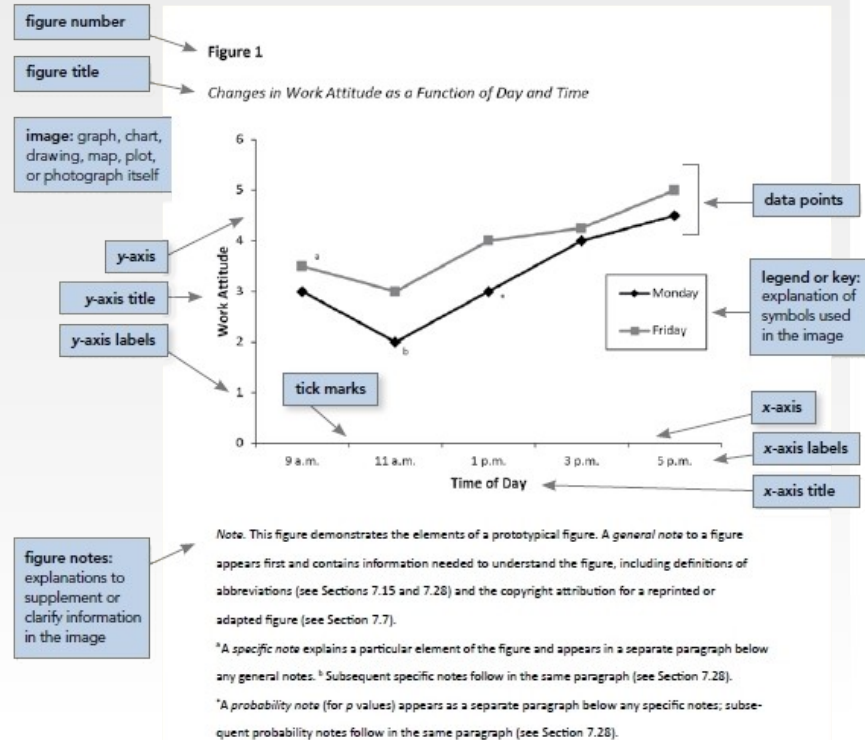 figure number
Figure 1
figure title
Changes in Work Attitude as a Function of Day and Time
image: graph, chart,
drawing, map, plot,
or photograph itself
6
5
4
3
2
1
0
a
b
*
y-axis
y-axis title
y-axis labels
Work Attitude
tick marks
data points
Monday
Friday
legend or key:
explanation of
symbols used
in the image
x-axis
x-axis labels
x-axis title
9 a.m.
11 a.m.
1 p.m.
3 p.m.
5 p.m.
Time of Day
figure notes:
explanations to
supplement or
clarify information
in the image
Note. This figure demonstrates the elements of a prototypical figure. A general note to a figure
appears first and contains information needed to understand the figure, including definitions of
abbreviations (see Sections 7.15 and 7.28) and the copyright attribution for a reprinted or
adapted figure (see Section 7.7).
ᵃA specific note explains a particular element of the figure and appears in a separate paragraph below
any general notes. ᵇ Subsequent specific notes follow in the same paragraph (see Section 7.28).
*A probability note (for p values) appears as a separate paragraph below any specific notes; subse-
quent probability notes follow in the same paragraph (see Section 7.28).